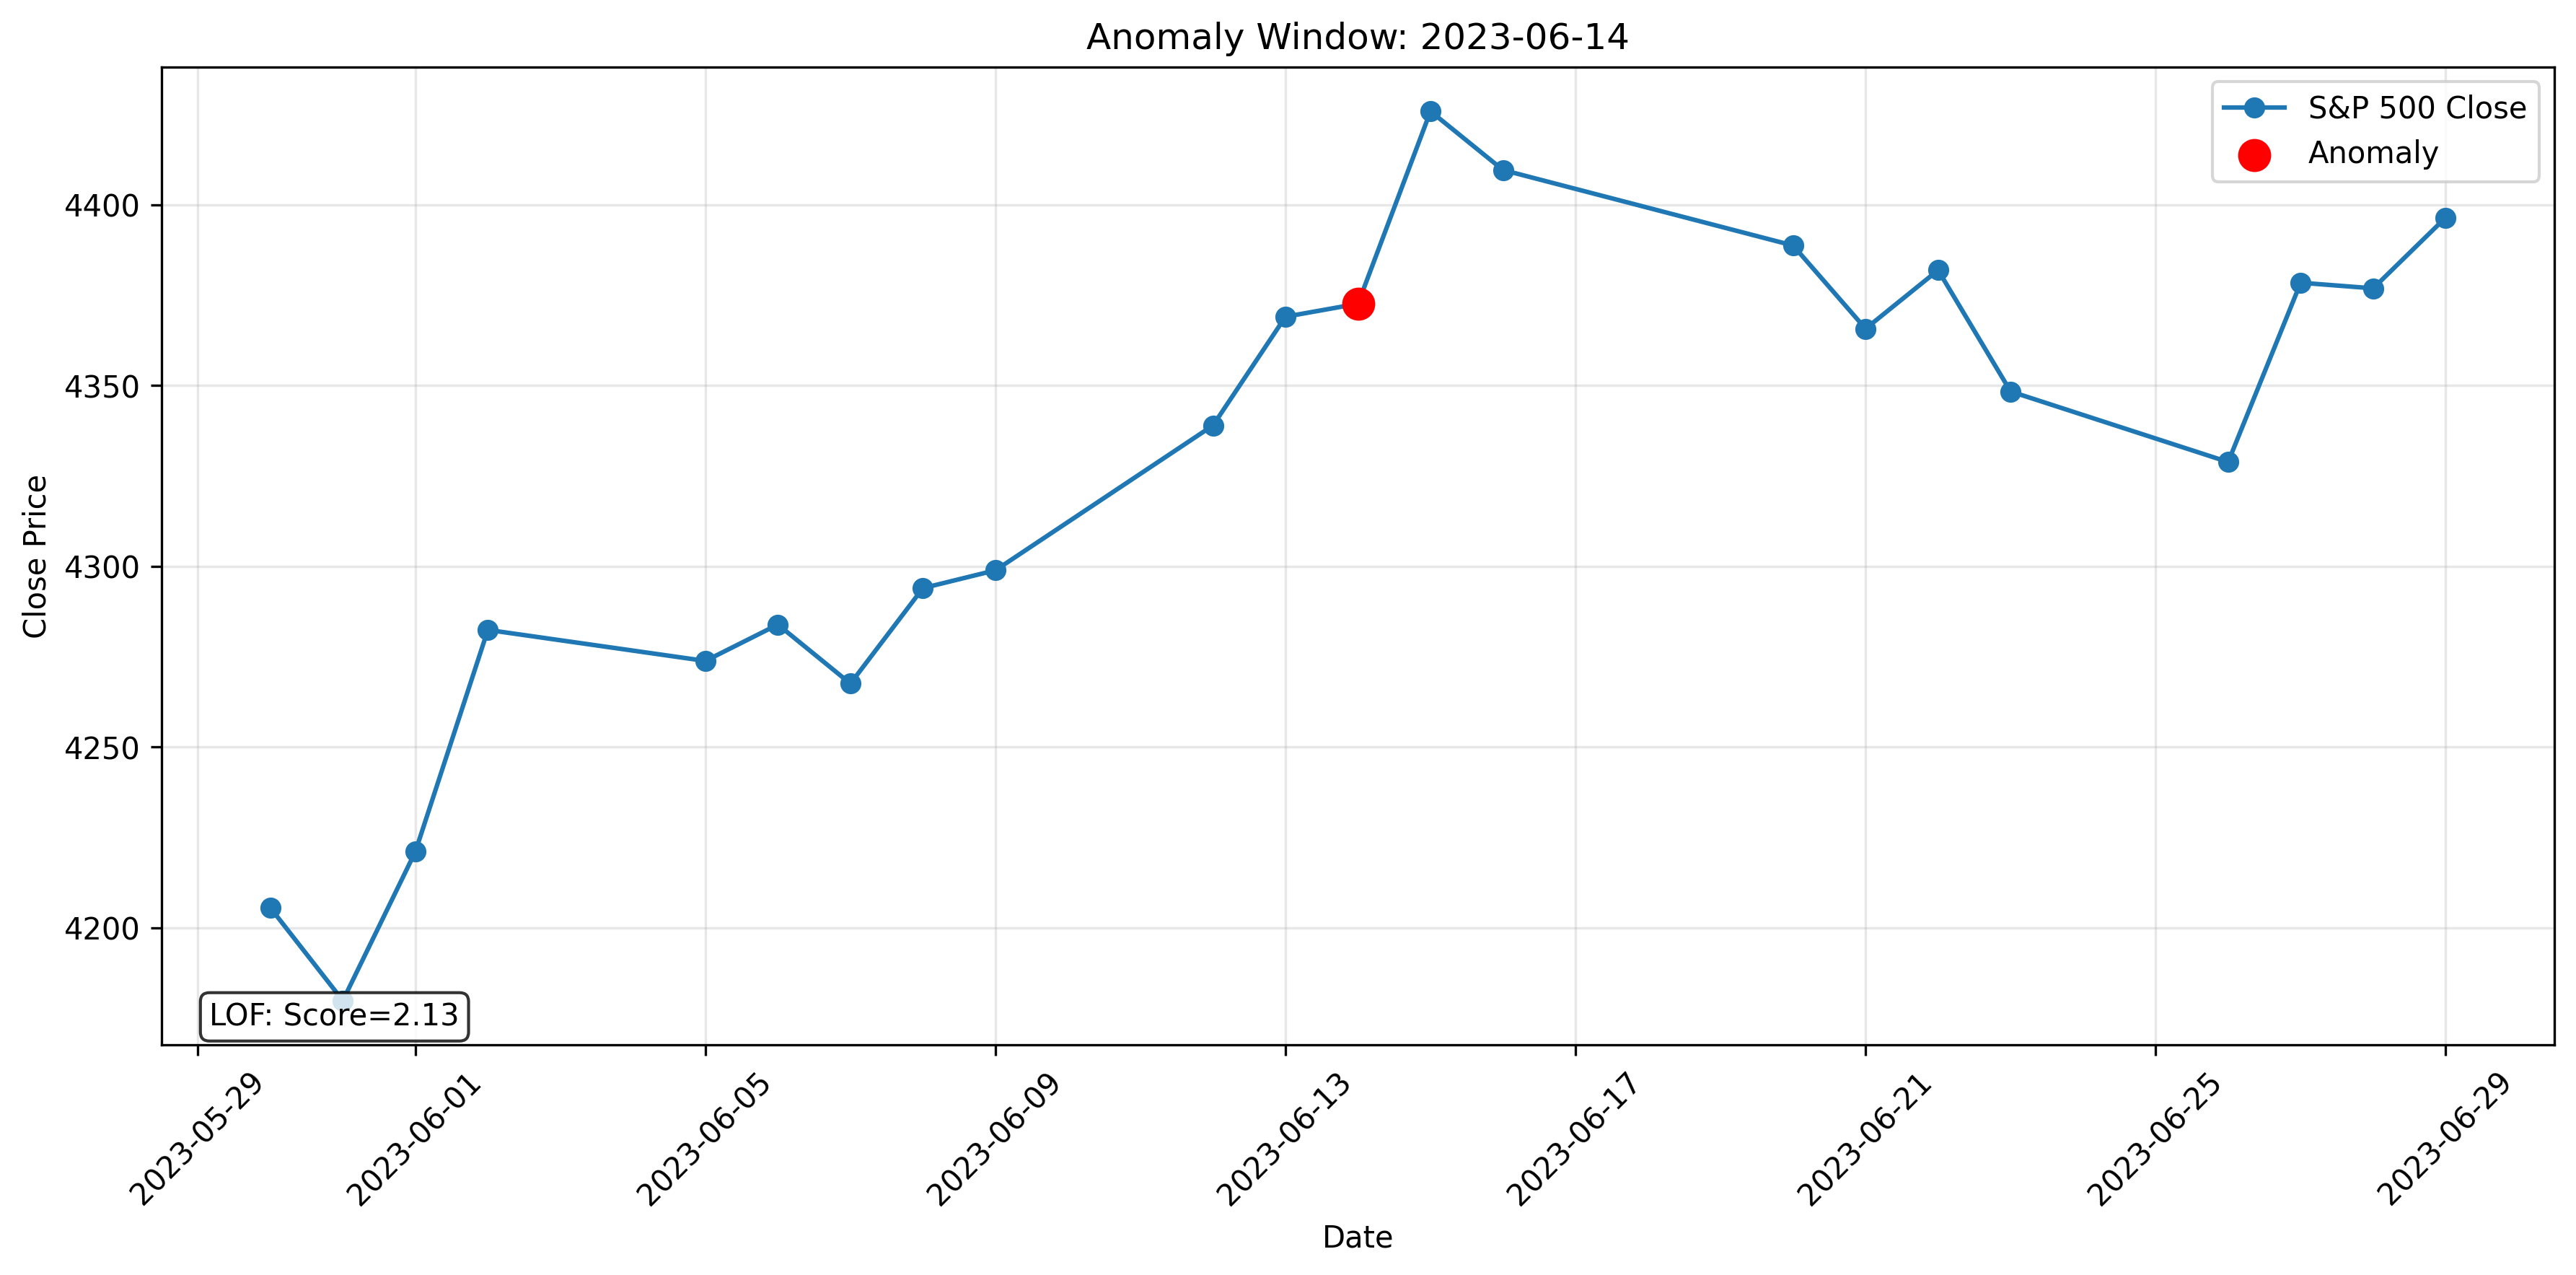 Anomaly Window: 2023-06-14
S&P 500 Close
Anomaly
Close Price
4400
4350
4300
4250
4200
LOF: Score=2.13
2023-05-29
2023-06-01
2023-06-05
2023-06-09
2023-06-13
2023-06-17
2023-06-21
2023-06-25
2023-06-29
Date